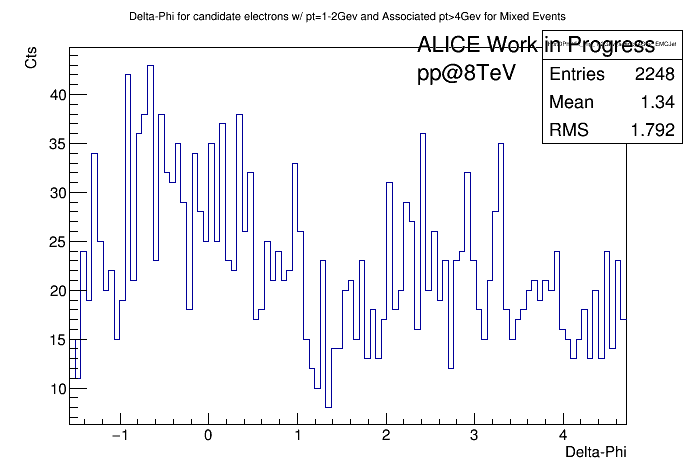 Delta-Phi for candidate electrons w/ pt=1-2Gev and Associated pt>4Gev for Mixed Events
Cts
ALICE Work in Progress
pp@8TeV
Entries 2248
Mean 1.34
RMS 1.792
40
35
30
25
20
15
10
−1 0 1 2 3 4
Delta-Phi